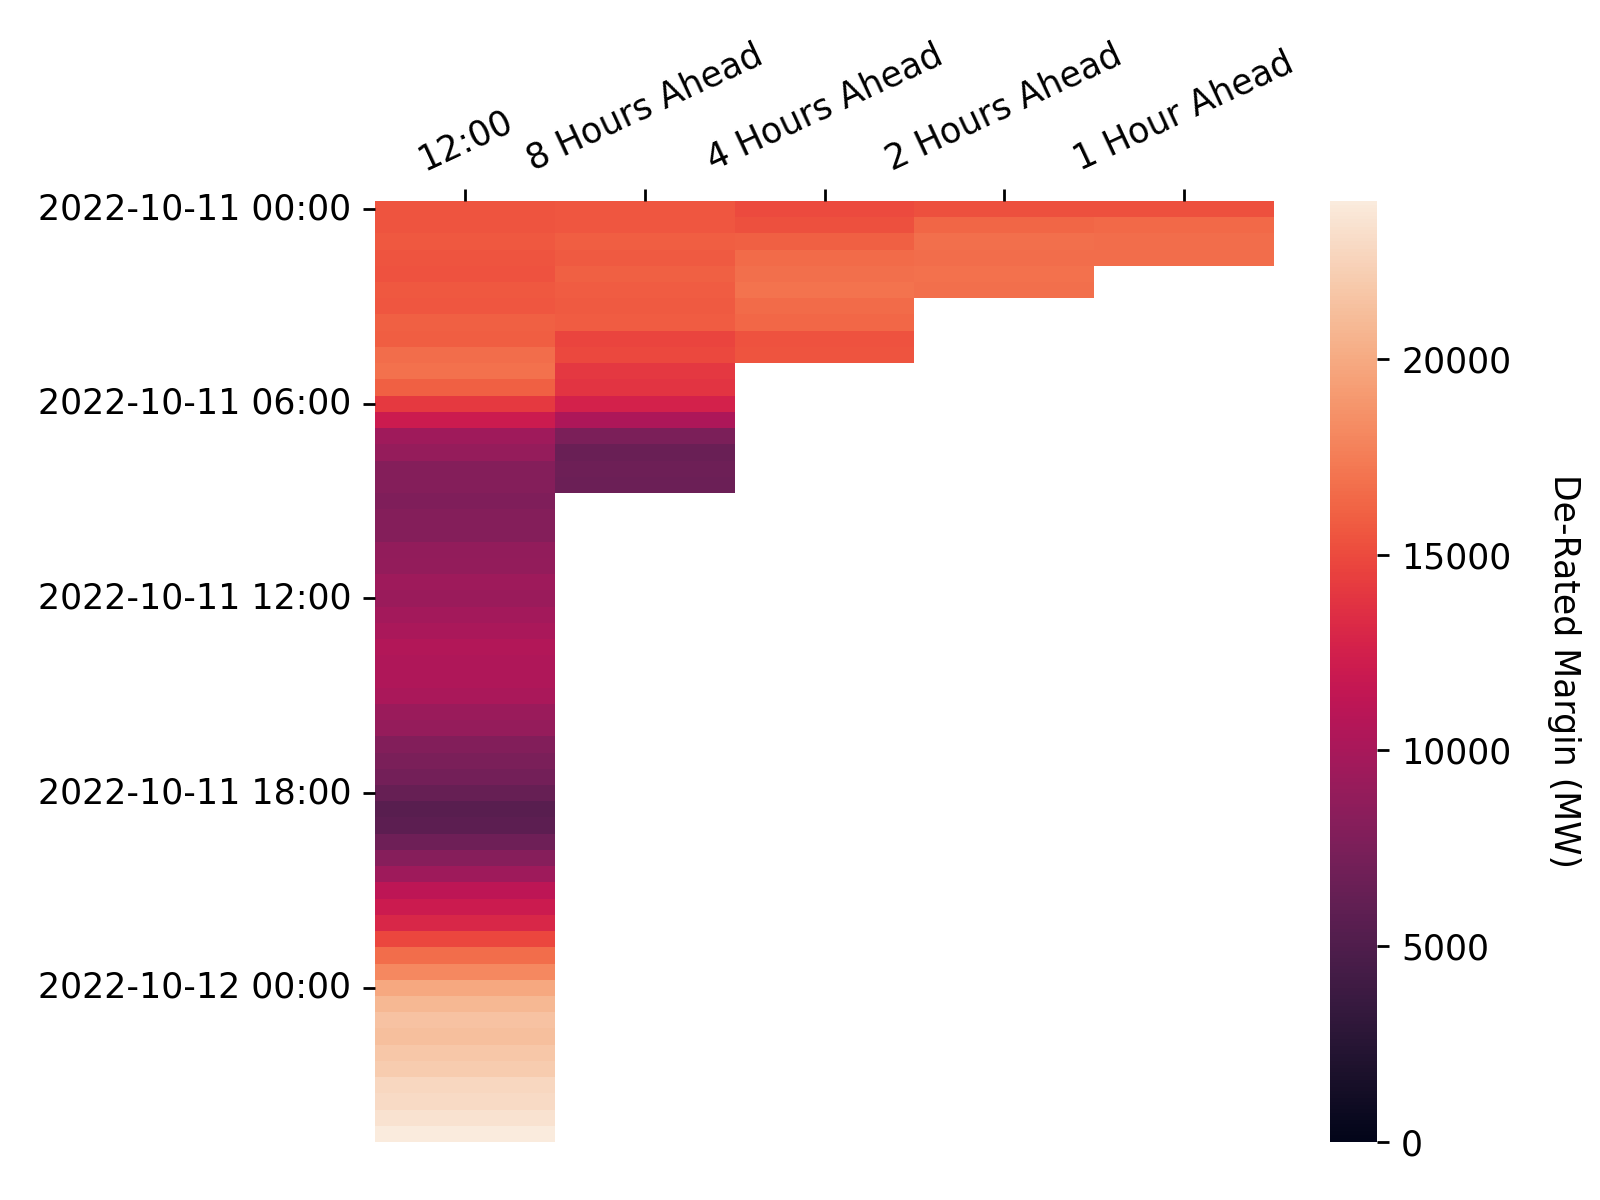 12:00
8 Hours Ahead
4 Hours Ahead
2 Hours Ahead
1 Hour Ahead
2022-10-11 00:00
2022-10-11 06:00
2022-10-11 12:00
2022-10-11 18:00
2022-10-12 00:00
20000
15000
10000
5000
0
De-Rated Margin (MW)